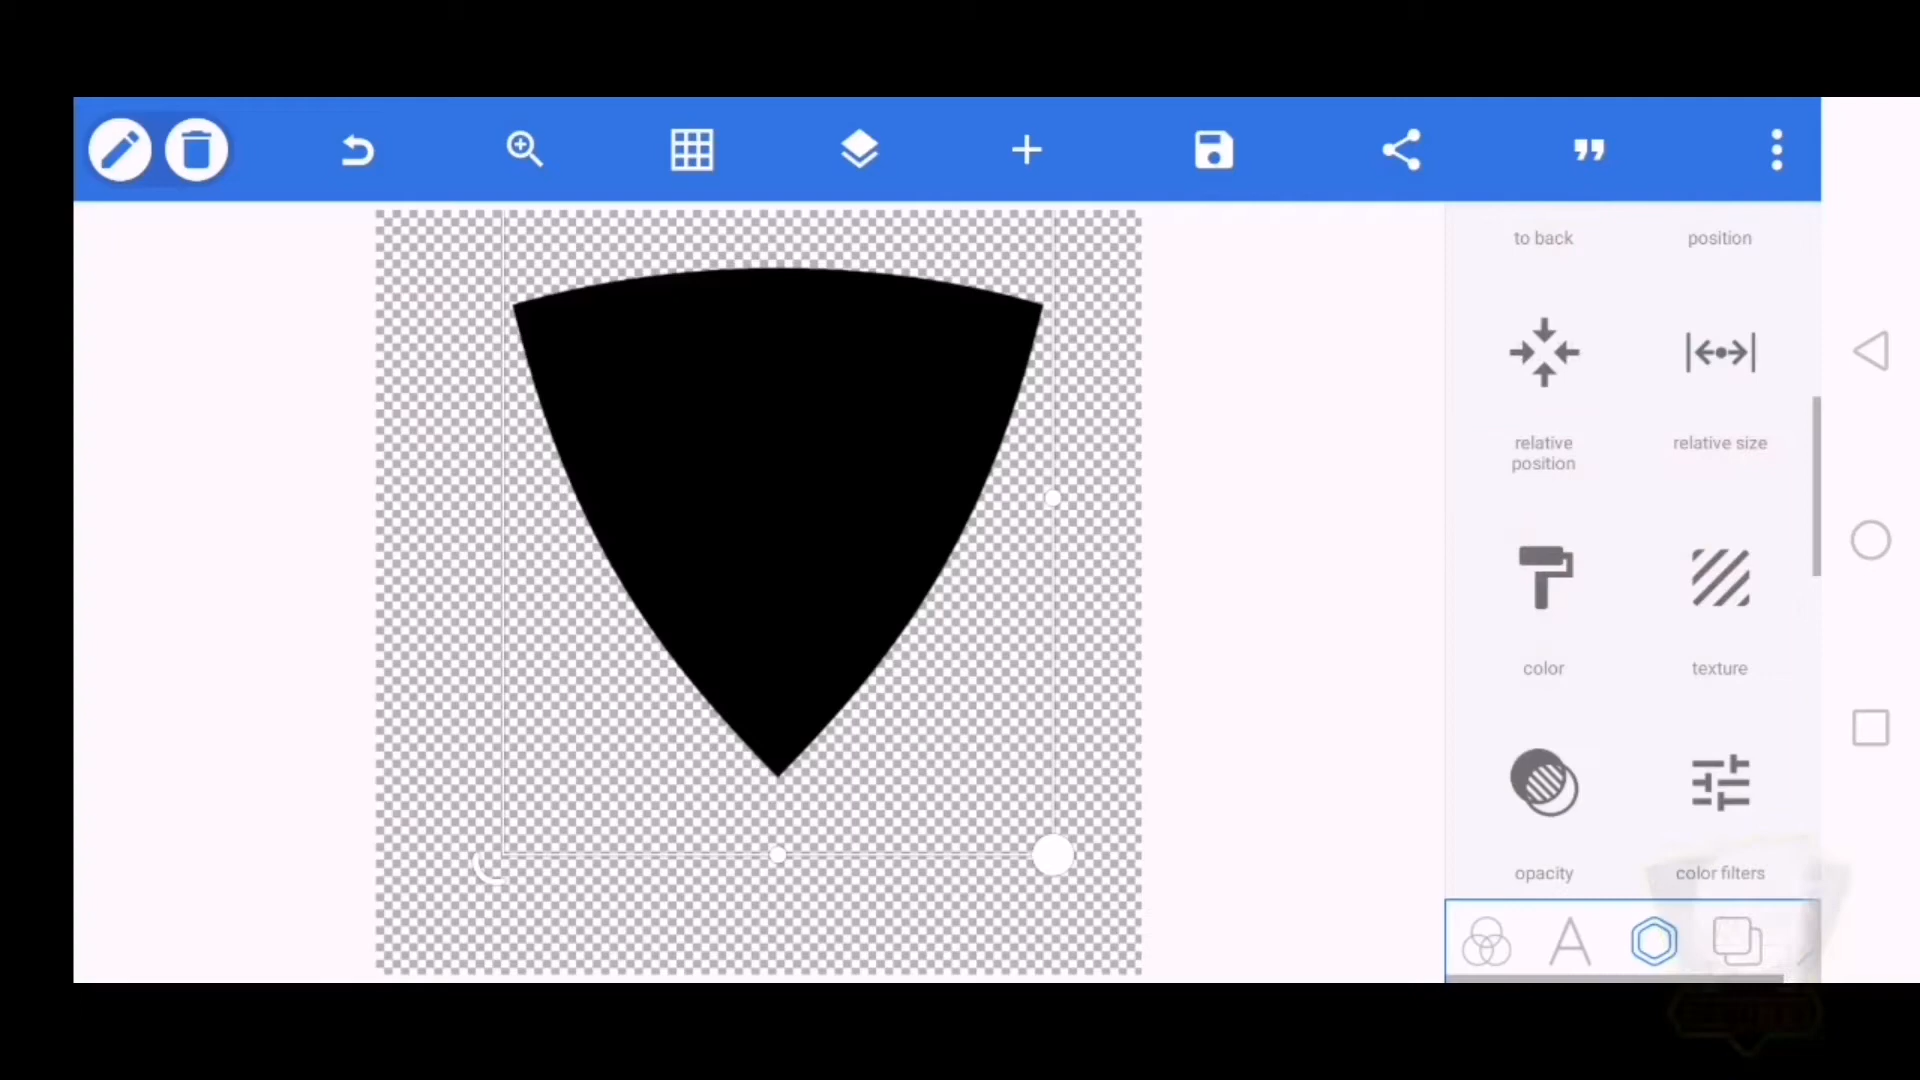 to back
position
relative
position
relative size
color
texture
opacity
color filters